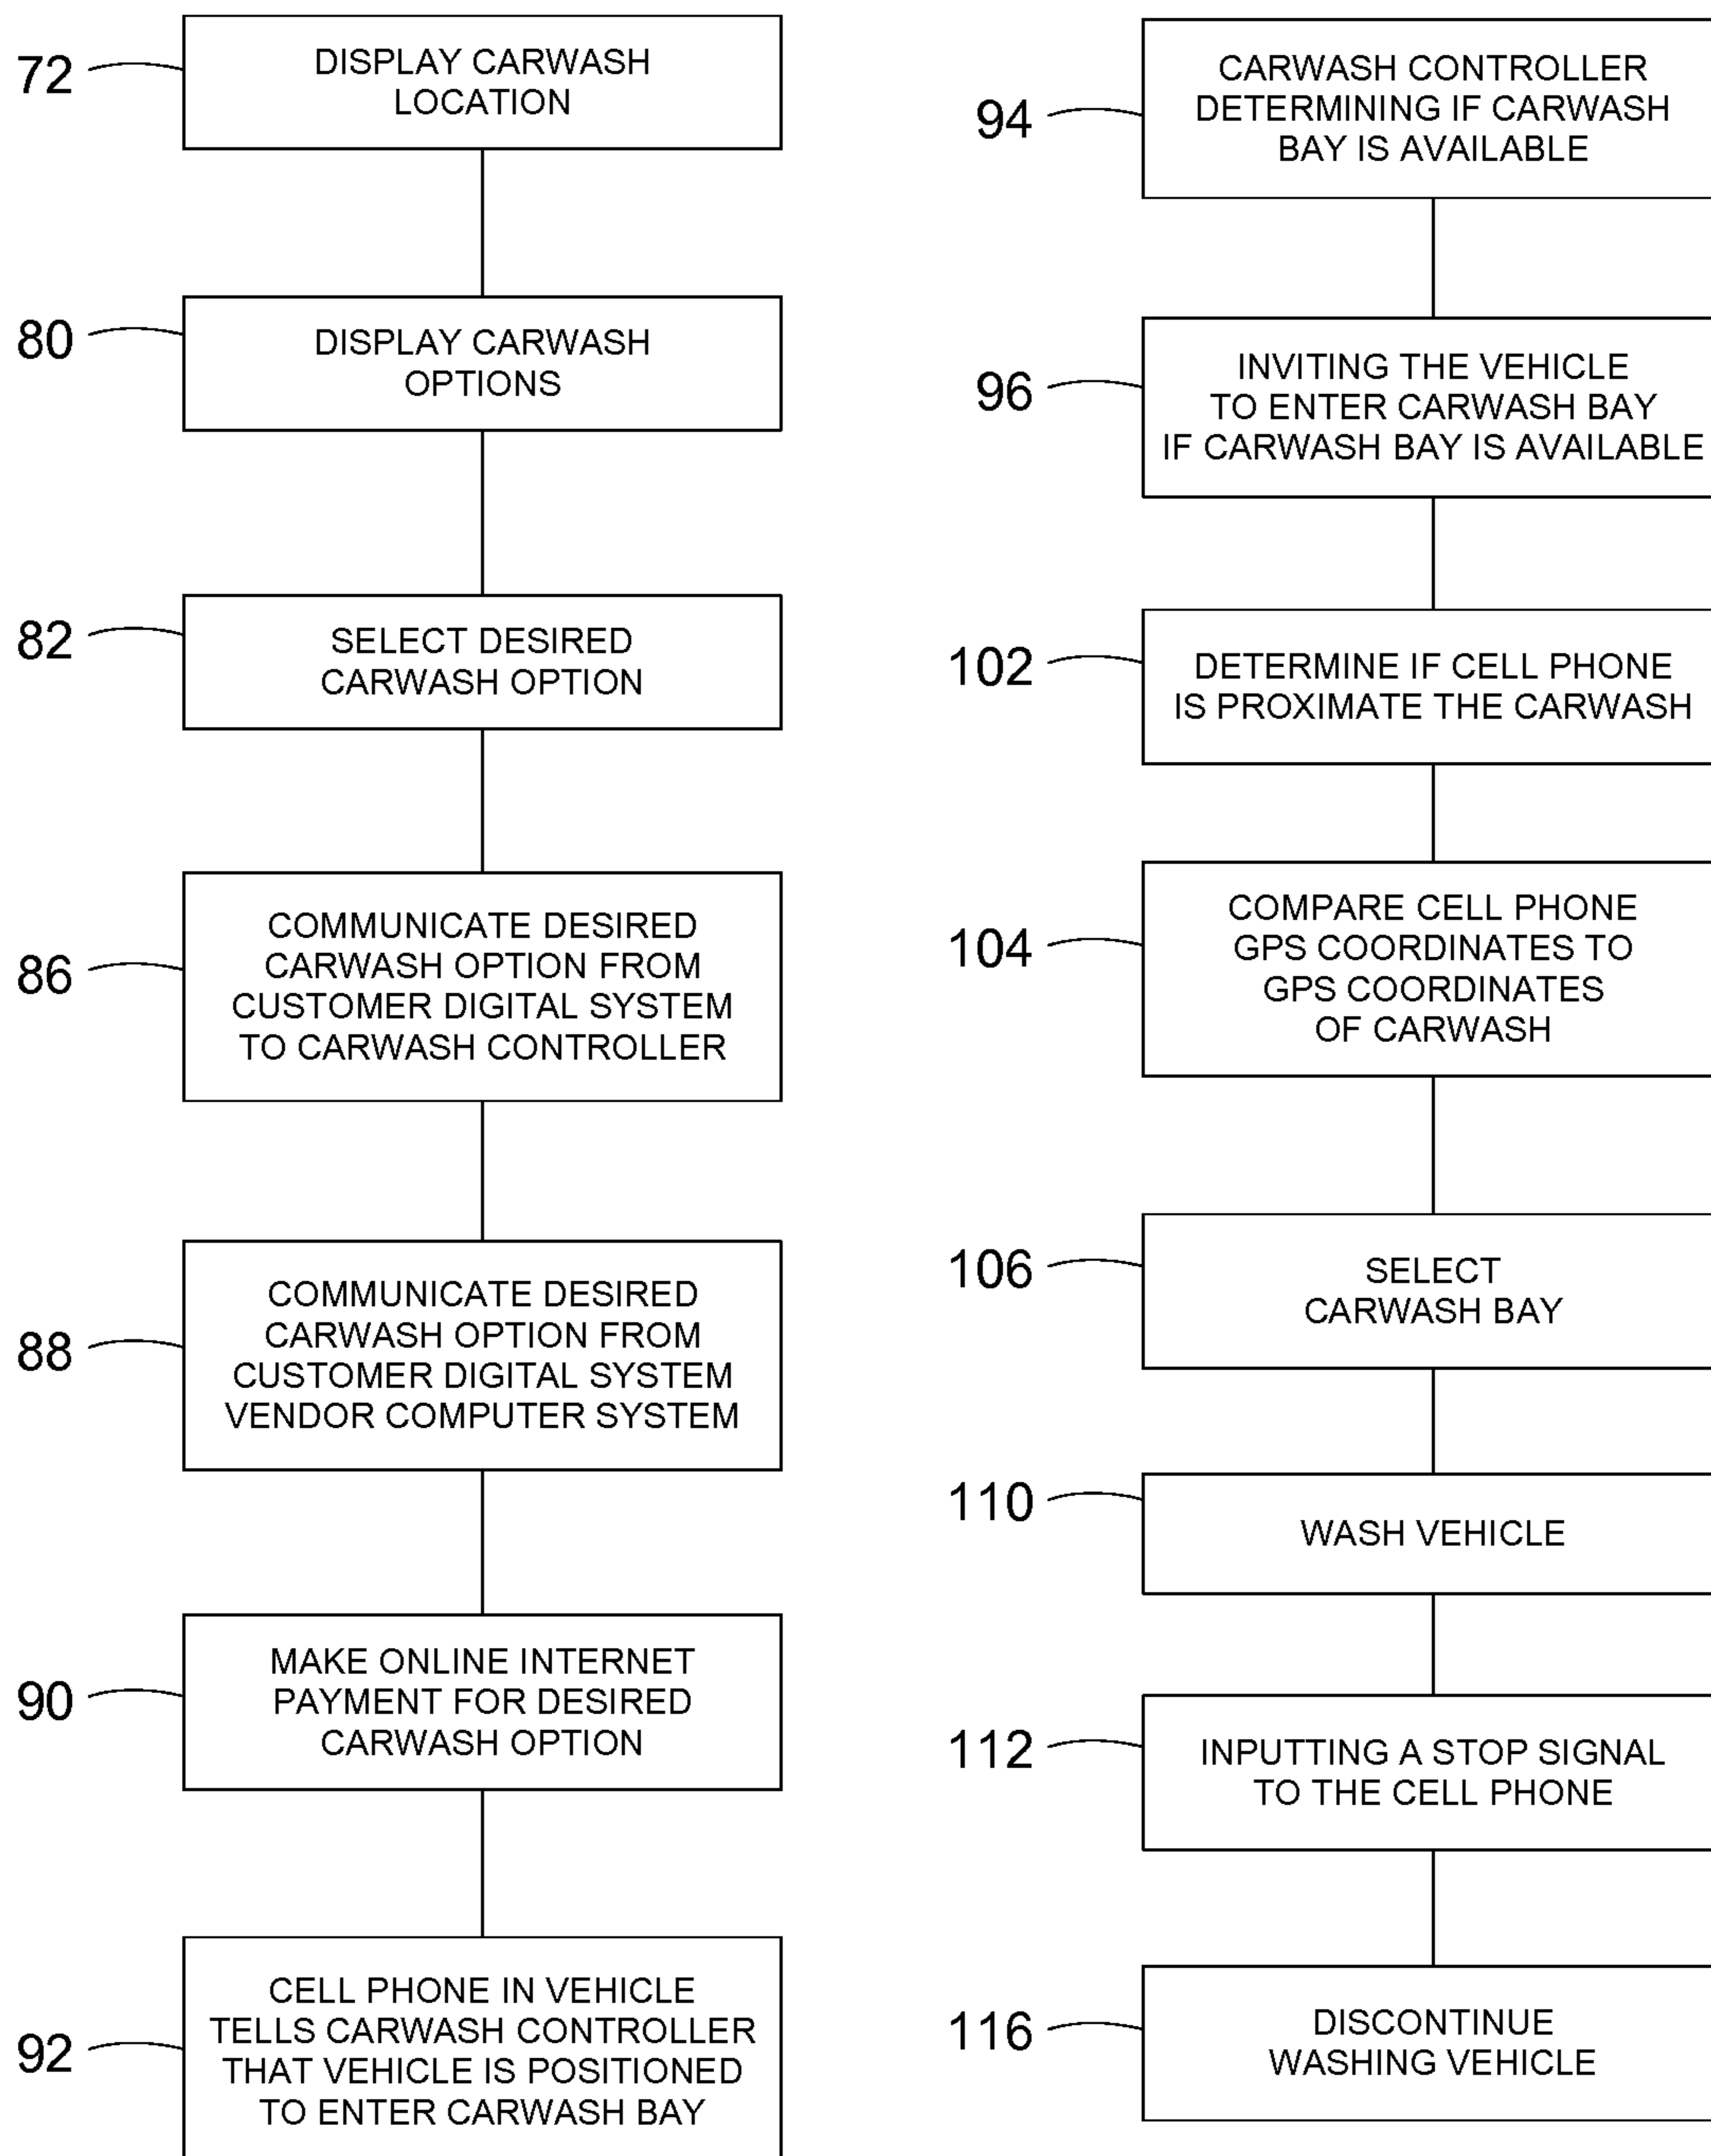 72
DISPLAY CARWASH
LOCATION
80
DISPLAY CARWASH
OPTIONS
82
SELECT DESIRED
CARWASH OPTION
86
COMMUNICATE DESIRED
CARWASH OPTION FROM
CUSTOMER DIGITAL SYSTEM
TO CARWASH CONTROLLER
88
COMMUNICATE DESIRED
CARWASH OPTION FROM
CUSTOMER DIGITAL SYSTEM
VENDOR COMPUTER SYSTEM
90
MAKE ONLINE INTERNET
PAYMENT FOR DESIRED
CARWASH OPTION
92
CELL PHONE IN VEHICLE
TELLS CARWASH CONTROLLER
THAT VEHICLE IS POSITIONED
TO ENTER CARWASH BAY
94
CARWASH CONTROLLER
DETERMINING IF CARWASH
BAY IS AVAILABLE
96
INVITING THE VEHICLE
TO ENTER CARWASH BAY
IF CARWASH BAY IS AVAILABLE
102
DETERMINE IF CELL PHONE
IS PROXIMATE THE CARWASH
104
COMPARE CELL PHONE
GPS COORDINATES TO
GPS COORDINATES
OF CARWASH
106
SELECT
CARWASH BAY
110
WASH VEHICLE
112
INPUTTING A STOP SIGNAL
TO THE CELL PHONE
116
DISCONTINUE
WASHING VEHICLE